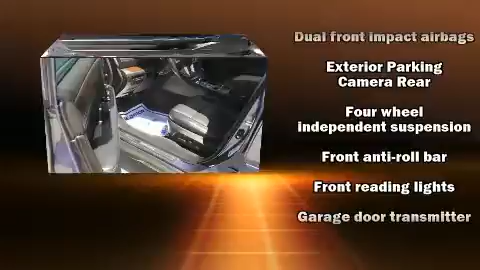 Dual front impact airbags
Exterior Parking
Camera Rear
Four wheel
independent suspension
Front anti-roll bar
Front reading lights
Garage door transmitter